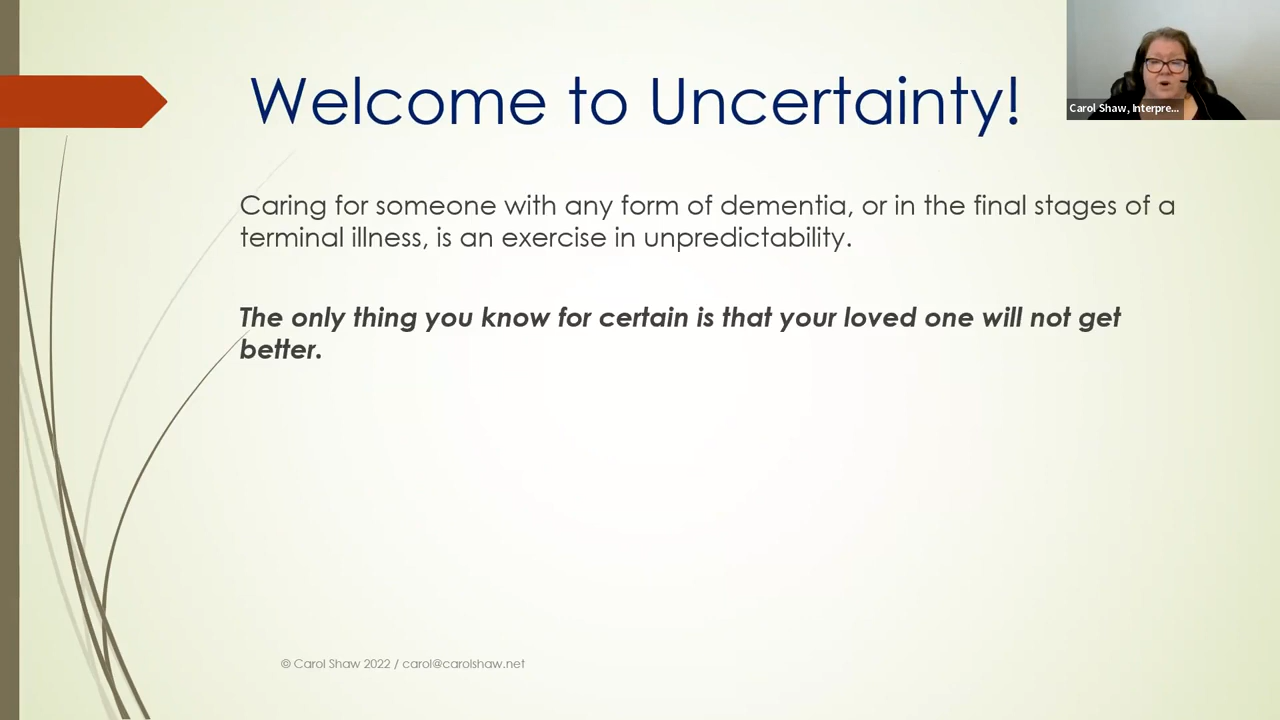 Welcome to Uncertainty!
Carol Shaw, Interpre...
Caring for someone with any form of dementia, or in the final stages of a
terminal illness, is an exercise in unpredictability.
The only thing you know for certain is that your loved one will not get
better.
© Carol Shaw 2022 / carol@carolshaw.net